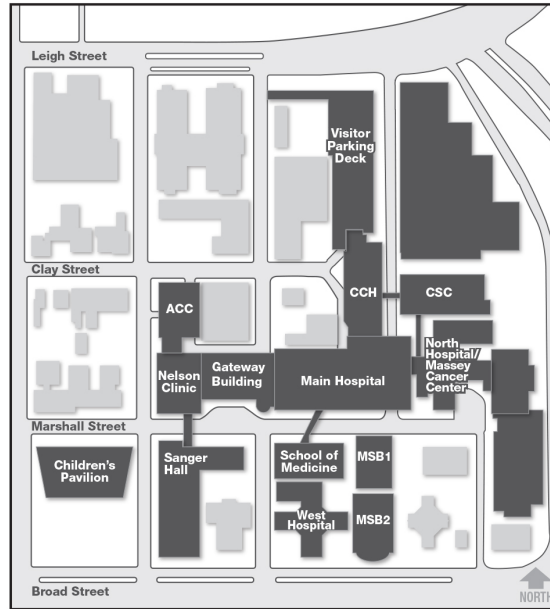 Leigh Street
Visitor
Parking
Deck
Clay Street
ACC
CCH
CSC
Nelson
Clinic
Gateway
Building
Main Hospital
North
Hospital/
Massey
Cancer
Center
Marshall Street
Children's
Pavilion
Sanger
Hall
School of
Medicine
MSB1
West
Hospital
MSB2
Broad Street
NORTH